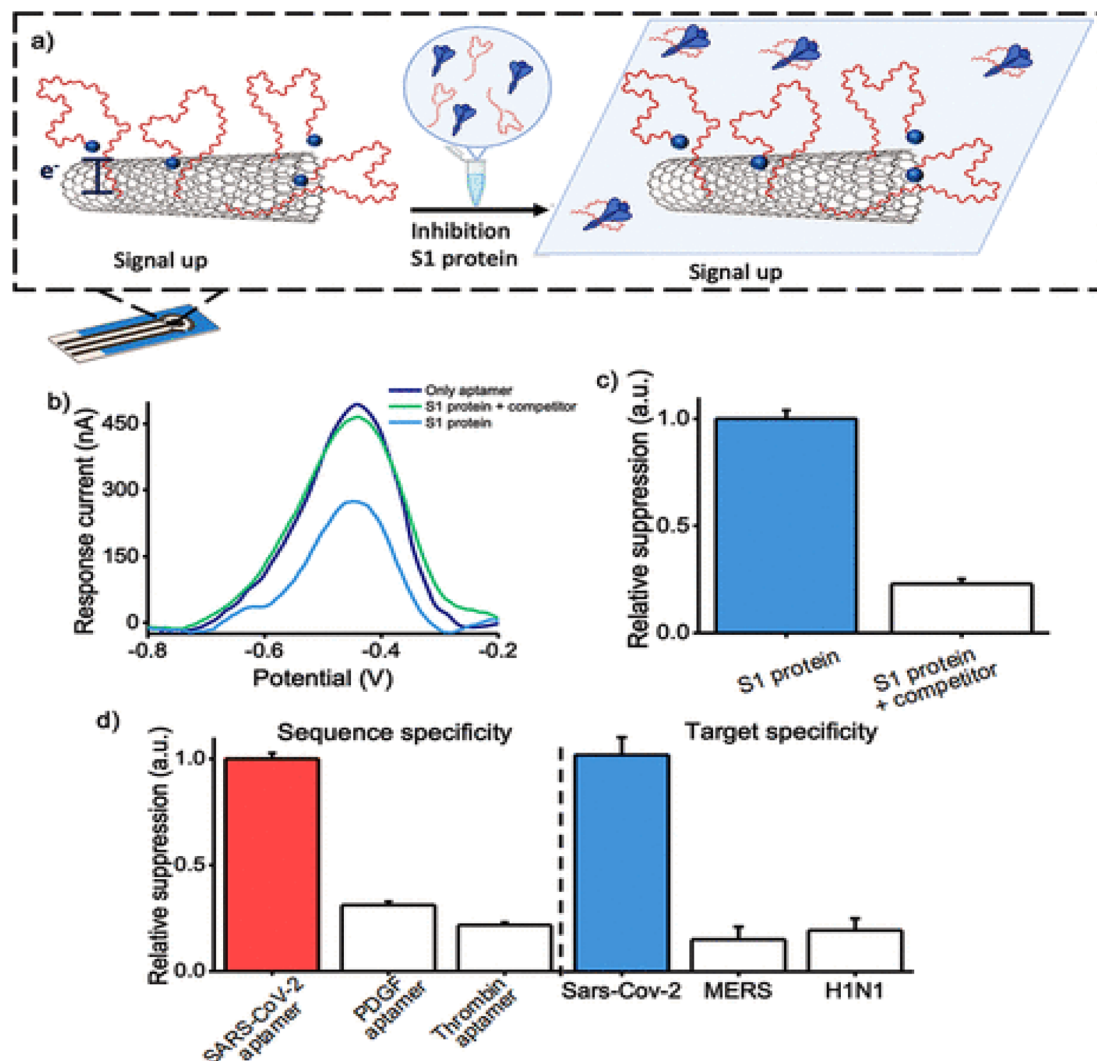 a)
e-
Signal up
Inhibition
S1 protein
Signal up
b)
Only aptamer
S1 protein + competitor
S1 protein
Response current (nA)
450
300
150
0
-0.8
-0.6
-0.4
-0.2
Potential (V)
c)
Relative suppression (a.u.)
1.0
0.5
0.0
S1 protein
S1 protein
+ competitor
d)
Sequence specificity
Target specificity
Relative suppression (a.u.)
1.0
0.5
0.0
SARS-CoV-2
aptamer
PDGF
aptamer
Thrombin
aptamer
Sars-Cov-2
MERS
H1N1